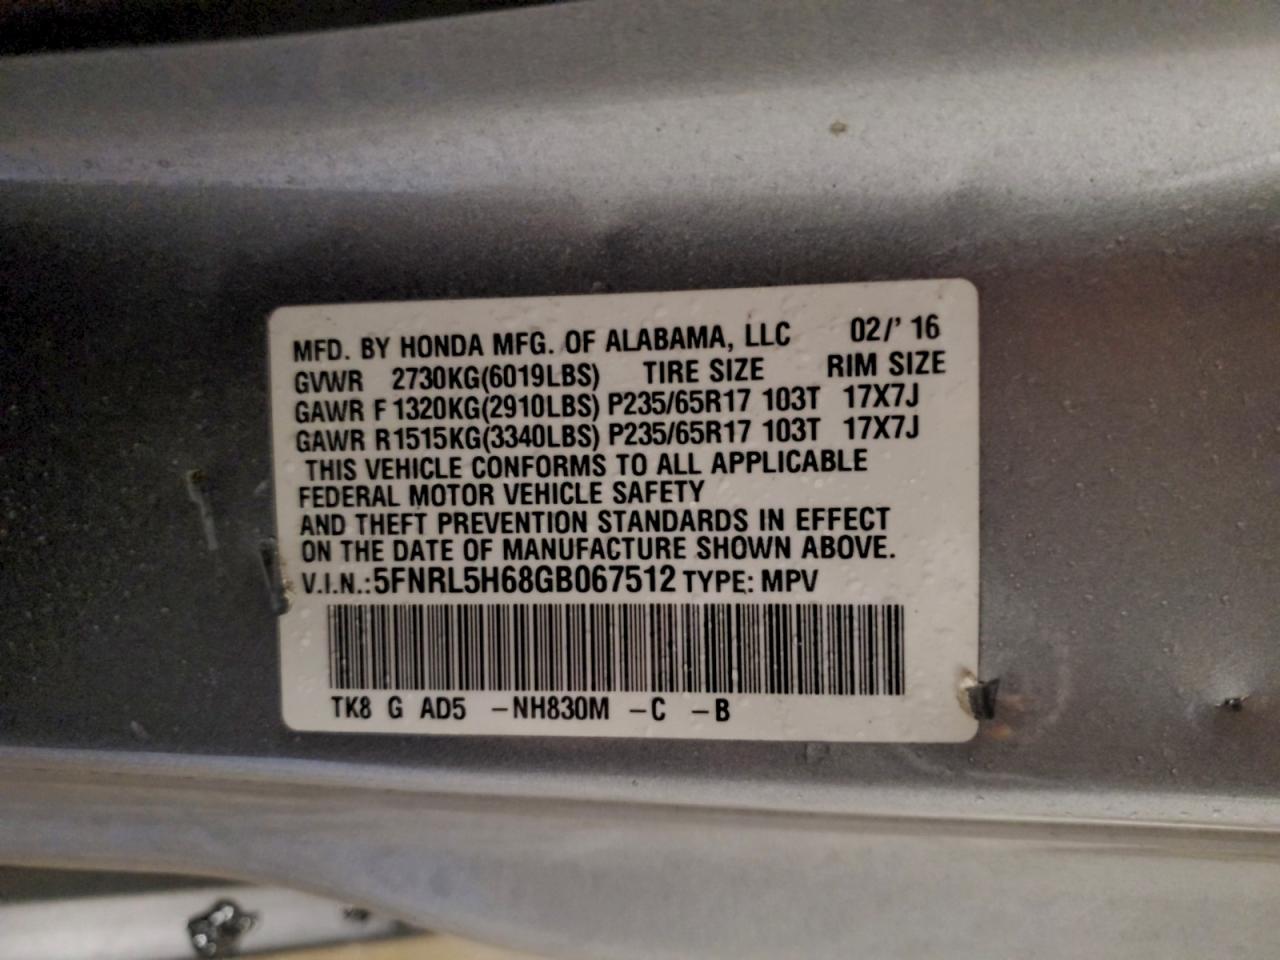 MFD. BY HONDA MFG. OF ALABAMA, LLC 02/' 16
GVWR 2730KG(6019LBS) TIRE SIZE RIM SIZE
GAWR F 1320KG(2910LBS) P235/65R17 103T 17X7J
GAWR R1515KG(3340LBS) P235/65R17 103T 17X7J
THIS VEHICLE CONFORMS TO ALL APPLICABLE
FEDERAL MOTOR VEHICLE SAFETY
AND THEFT PREVENTION STANDARDS IN EFFECT
ON THE DATE OF MANUFACTURE SHOWN ABOVE.
V.I.N.:5FNRL5H68GB067512 TYPE: MPV
TK8 G AD5 -NH830M -C -B